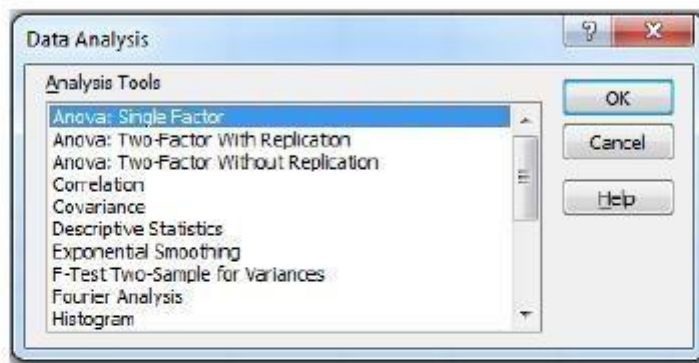 Data Analysis
?
Analysis Tools
Anova: Single Factor
Anova: Two-Factor With Replication
Anova: Two-Factor Without Replication
Correlation
Covariance
Descriptive Statistics
Exponential Smoothing
F-Test Two-Sample for Variances
Fourier Analysis
Histogram
OK
Cancel
Help